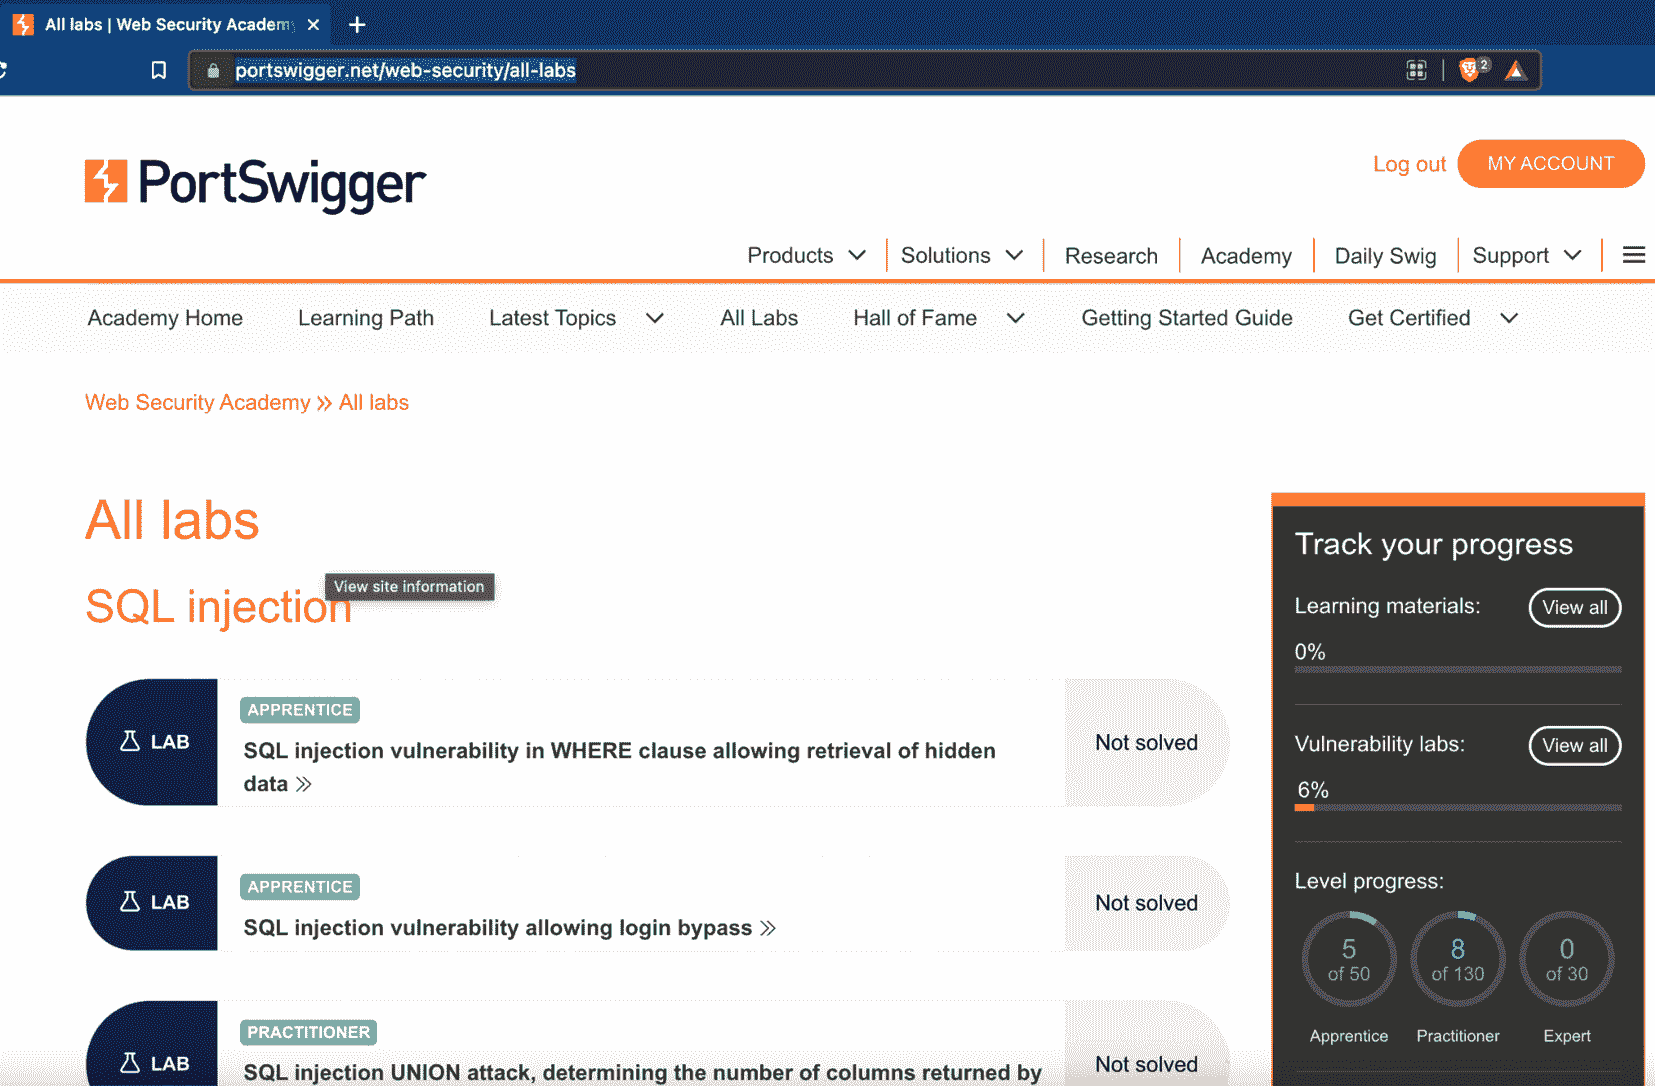 All labs | Web Security Academ
portswigger.net/web-security/all-labs
2
PortSwigger
Log out
MY ACCOUNT
Products
Solutions
Research
Academy
Daily Swig
Support
Academy Home
Learning Path
Latest Topics
All Labs
Hall of Fame
Getting Started Guide
Get Certified
Web Security Academy » All labs
All labs
View site information
SQL injection
LAB
APPRENTICE
SQL injection vulnerability in WHERE clause allowing retrieval of hidden
data »
Not solved
LAB
APPRENTICE
SQL injection vulnerability allowing login bypass »
Not solved
LAB
PRACTITIONER
SQL injection UNION attack, determining the number of columns returned by
Not solved
Track your progress
Learning materials:
View all
0%
Vulnerability labs:
View all
6%
Level progress:
5
of 50
8
of 130
0
of 30
Apprentice
Practitioner
Expert